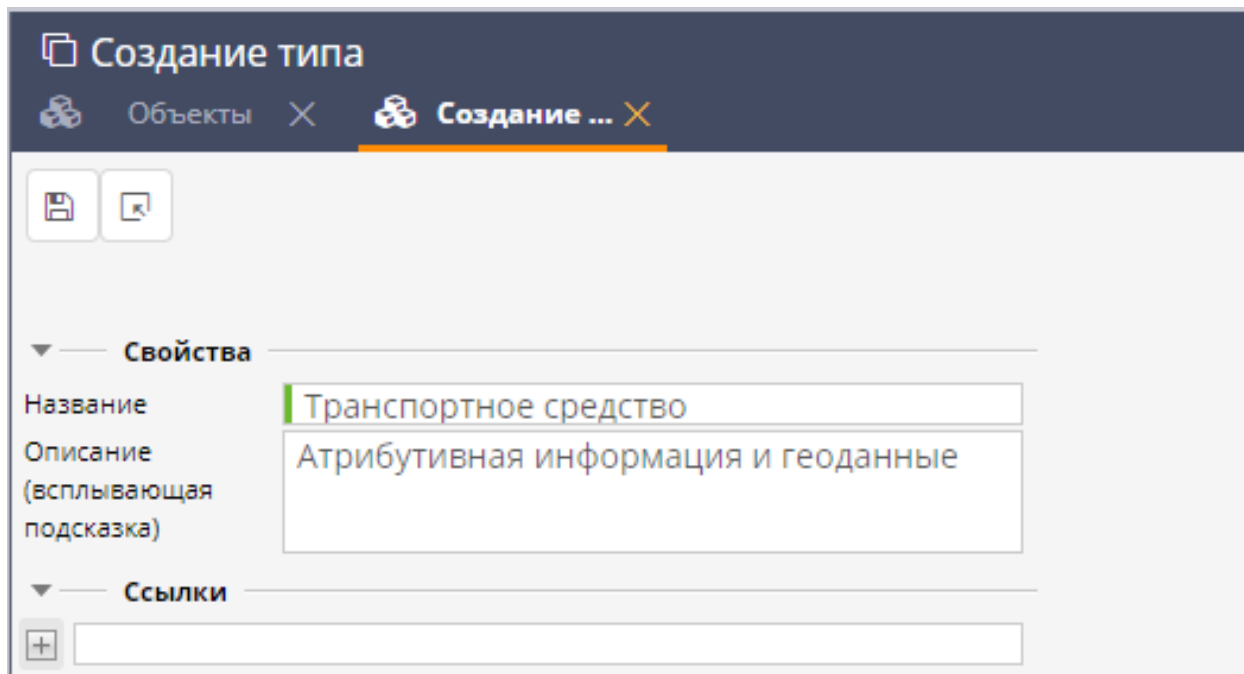 Создание типа
Объекты Создание ...
Свойства
Название Транспортное средство
Описание Атрибутивная информация и геоданные
(всплывающая
подсказка)
Ссылки